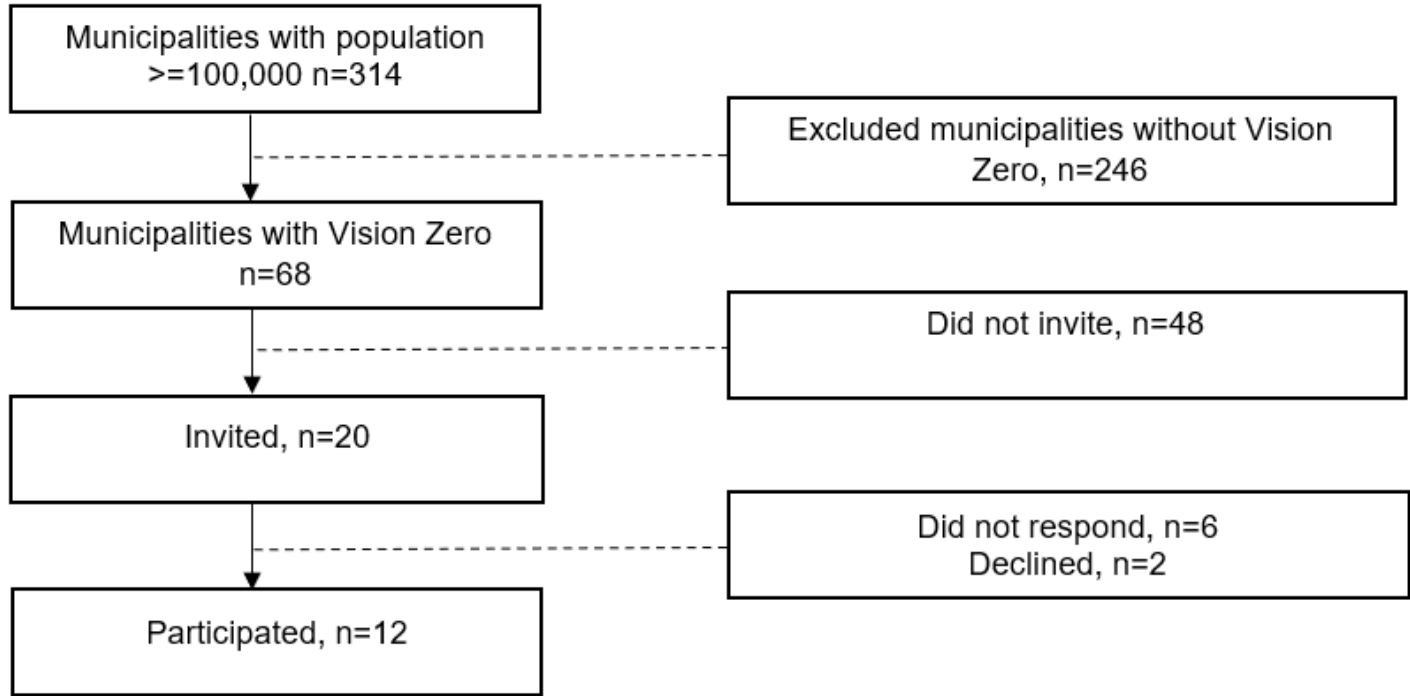 Municipalities with population
>=100,000 n=314
Excluded municipalities without Vision
Zero, n=246
Municipalities with Vision Zero
n=68
Did not invite, n=48
Invited, n=20
Did not respond, n=6
Declined, n=2
Participated, n=12